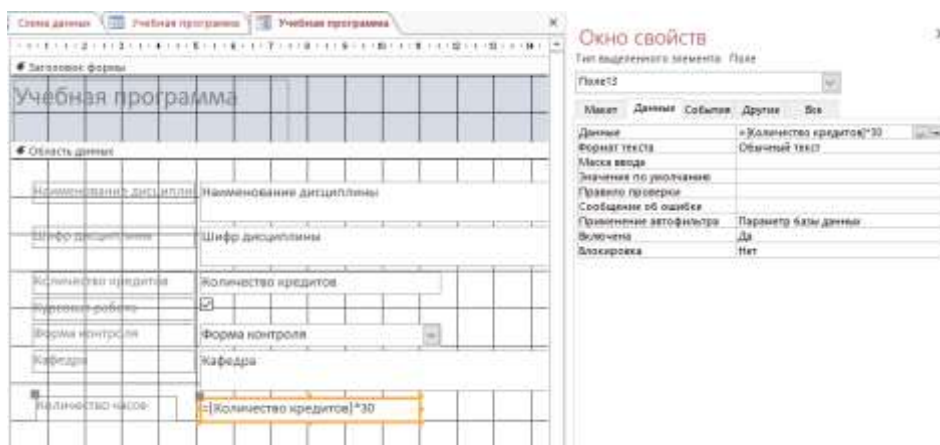 Схема данных
Учебная программа
Учебная программа
Заголовок формы
Учебная программа
Область данных
Наименование дисциплин
Наименование дисциплины
Шифр дисциплины
Шифр дисциплины
Количество кредитов
Количество кредитов
Курсовая работа
Форма контроля
Форма контроля
Кафедра
Кафедра
Количество часов
=[Количество кредитов]*30
Окно свойств
Тип выделенного элемента: Поле
Поле13
Макет Данные События Другие Все
Данные =[Количество кредитов]*30
Формат текста Обычный текст
Маска ввода
Значение по умолчанию
Правило проверки
Сообщение об ошибке
Применение автофильтра Параметр базы данных
Включена Да
Блокировка Нет